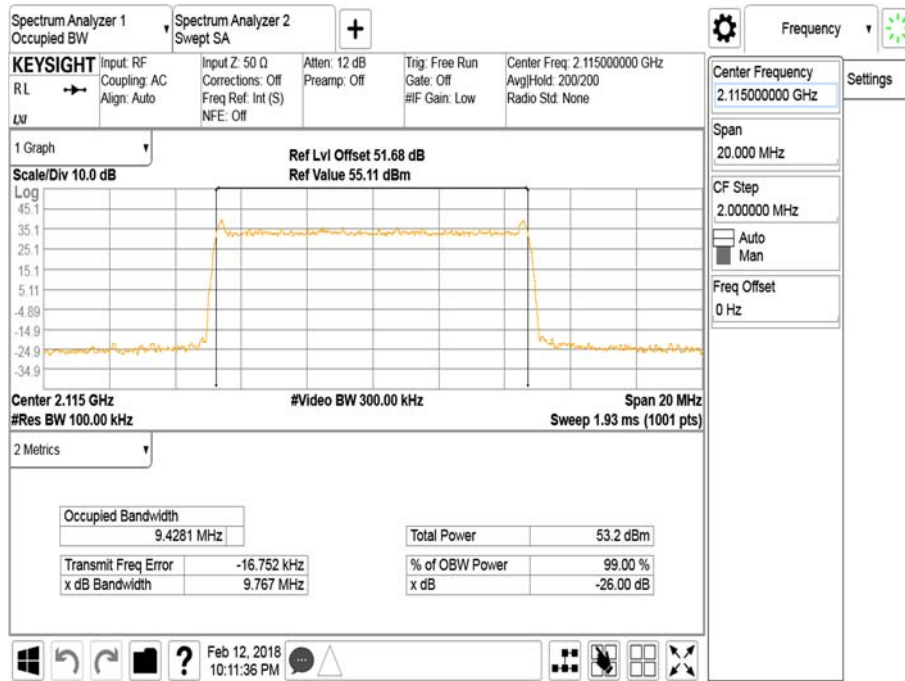 Spectrum Analyzer 1
Occupied BW
Spectrum Analyzer 2
Swept SA
Frequency
KEYSIGHT
RL
Input: RF
Coupling: AC
Align: Auto
Input Z: 50 Ω
Corrections: Off
Freq Ref: Int (S)
NFE: Off
Atten: 12 dB
Preamp: Off
Trig: Free Run
Gate: Off
#IF Gain: Low
Center Freq: 2.115000000 GHz
Avg|Hold: 200/200
Radio Std: None
Center Frequency
2.115000000 GHz
Settings
Span
20.000 MHz
CF Step
2.000000 MHz
Auto
Man
Freq Offset
0 Hz
1 Graph
Scale/Div 10.0 dB
Ref Lvl Offset 51.68 dB
Ref Value 55.11 dBm
Log
45.1
35.1
25.1
15.1
5.11
-4.89
-14.9
-24.9
-34.9
Center 2.115 GHz
#Video BW 300.00 kHz
Span 20 MHz
#Res BW 100.00 kHz
Sweep 1.93 ms (1001 pts)
2 Metrics
Occupied Bandwidth
9.4281 MHz
Total Power 53.2 dBm
Transmit Freq Error -16.752 kHz
% of OBW Power 99.00 %
x dB Bandwidth 9.767 MHz
x dB -26.00 dB
?
Feb 12, 2018
10:11:36 PM